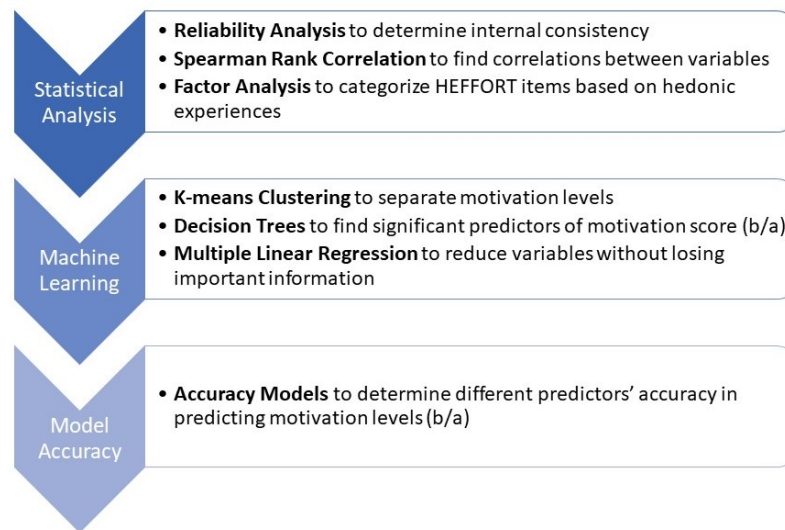 Statistical
Analysis
• Reliability Analysis to determine internal consistency
• Spearman Rank Correlation to find correlations between variables
• Factor Analysis to categorize HEFFORT items based on hedonic
experiences
Machine
Learning
• K-means Clustering to separate motivation levels
• Decision Trees to find significant predictors of motivation score (b/a)
• Multiple Linear Regression to reduce variables without losing
important information
Model
Accuracy
• Accuracy Models to determine different predictors’ accuracy in
predicting motivation levels (b/a)